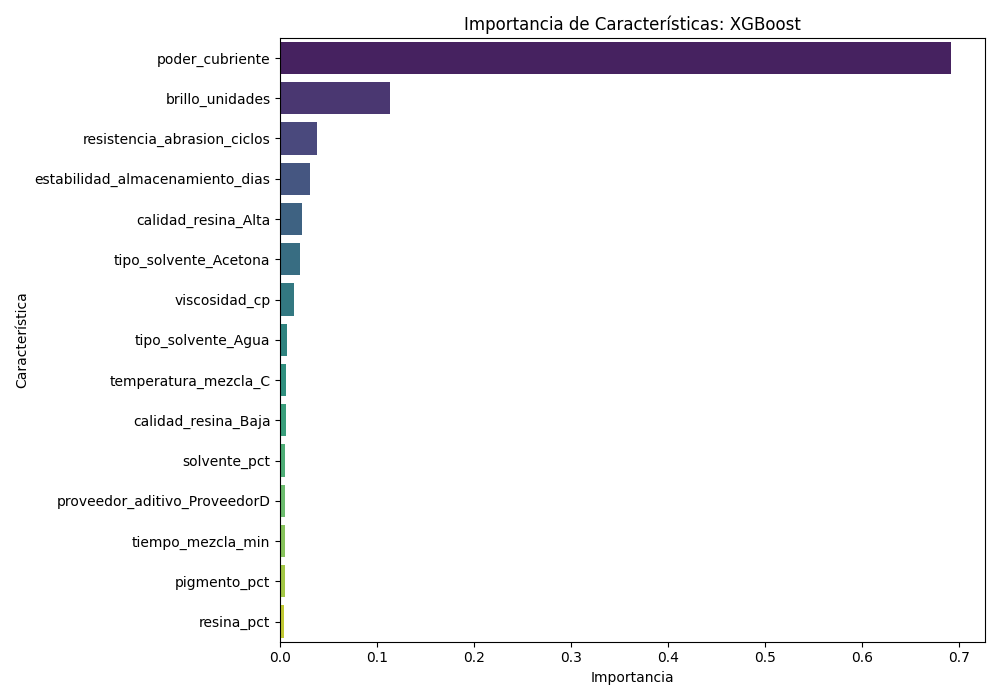 Importancia de Características: XGBoost
poder_cubriente
brillo_unidades
resistencia_abrasion_ciclos
estabilidad_almacenamiento_dias
calidad_resina_Alta
tipo_solvente_Acetona
viscosidad_cp
tipo_solvente_Agua
temperatura_mezcla_C
calidad_resina_Baja
solvente_pct
proveedor_aditivo_ProveedorD
tiempo_mezcla_min
pigmento_pct
resina_pct
Característica
0.0 0.1 0.2 0.3 0.4 0.5 0.6 0.7
Importancia